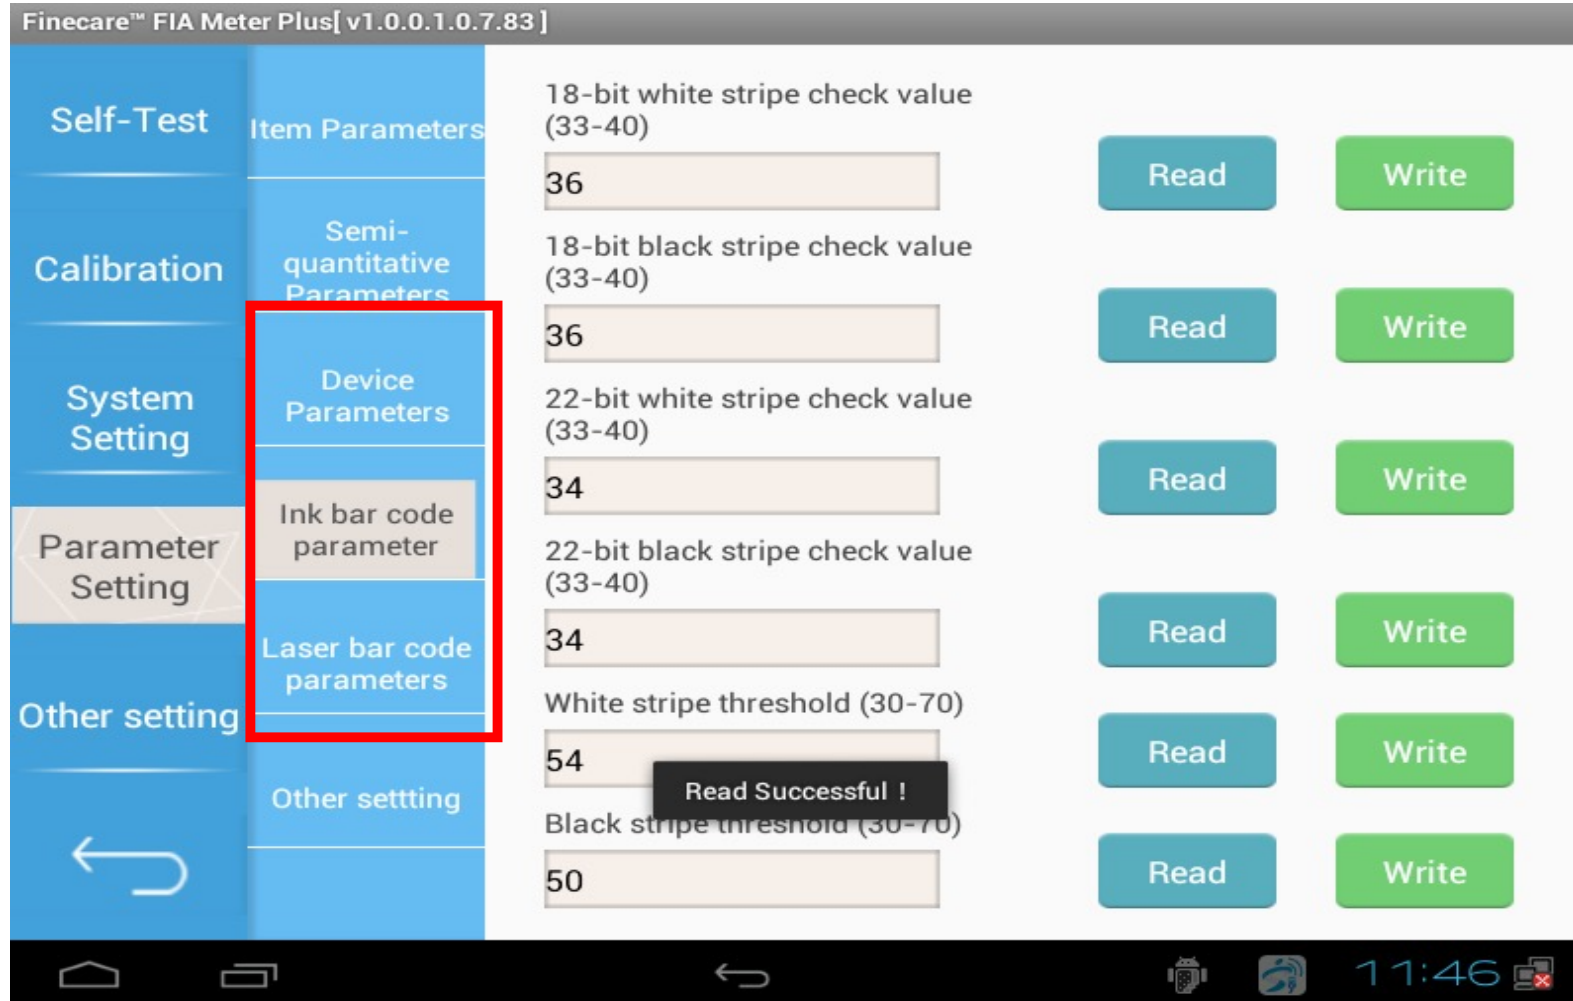 Finecare™ FIA Meter Plus[ v1.0.0.1.0.7.83 ]
Self-Test
Calibration
System
Setting
Parameter
Setting
Other setting
Item Parameters
Semi-
quantitative
Parameters
Device
Parameters
Ink bar code
parameter
Laser bar code
parameters
Other settting
18-bit white stripe check value
(33-40)
36
Read
Write
18-bit black stripe check value
(33-40)
36
Read
Write
22-bit white stripe check value
(33-40)
34
Read
Write
22-bit black stripe check value
(33-40)
34
Read
Write
White stripe threshold (30-70)
54
Read
Write
Read Successful !
Black stripe threshold (30-70)
50
Read
Write
11:46